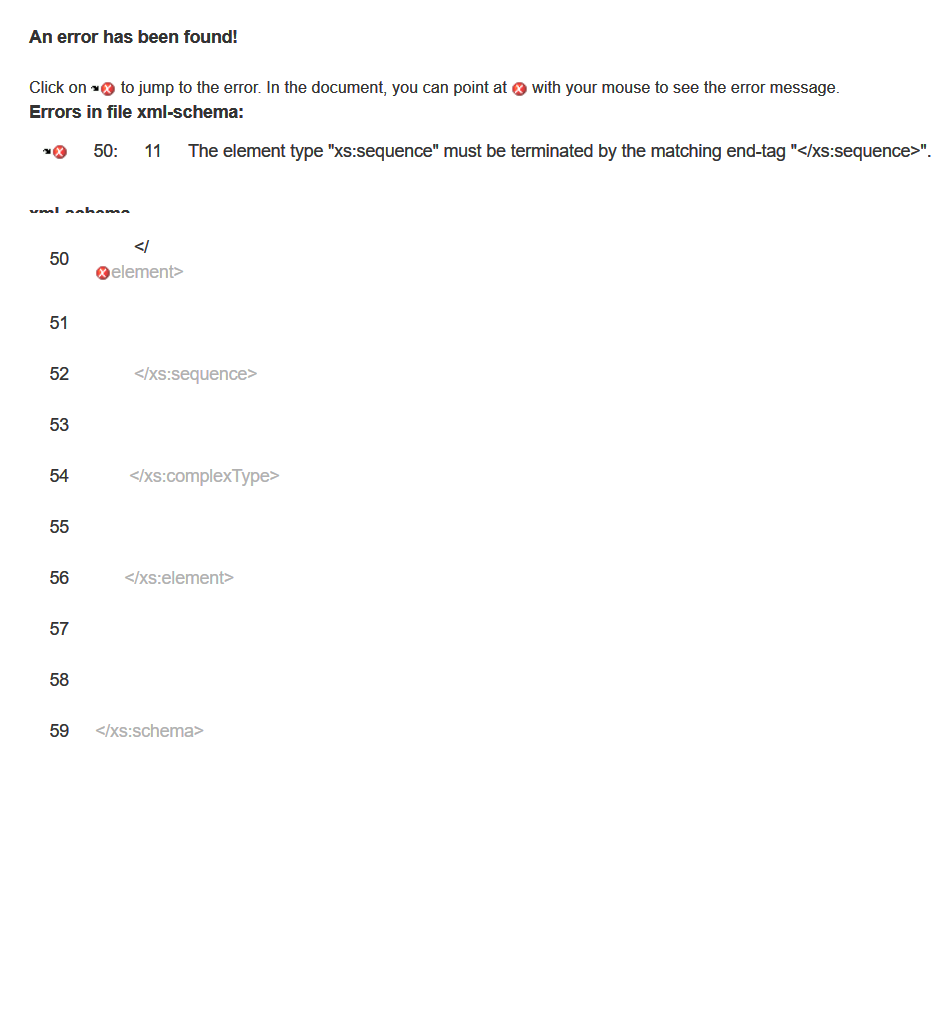 An error has been found!
Click on to jump to the error. In the document, you can point at with your mouse to see the error message.
Errors in file xml-schema:
50: 11 The element type "xs:sequence" must be terminated by the matching end-tag "</xs:sequence>".
xml-schema
50 </
element>
51
52 </xs:sequence>
53
54 </xs:complexType>
55
56 </xs:element>
57
58
59 </xs:schema>